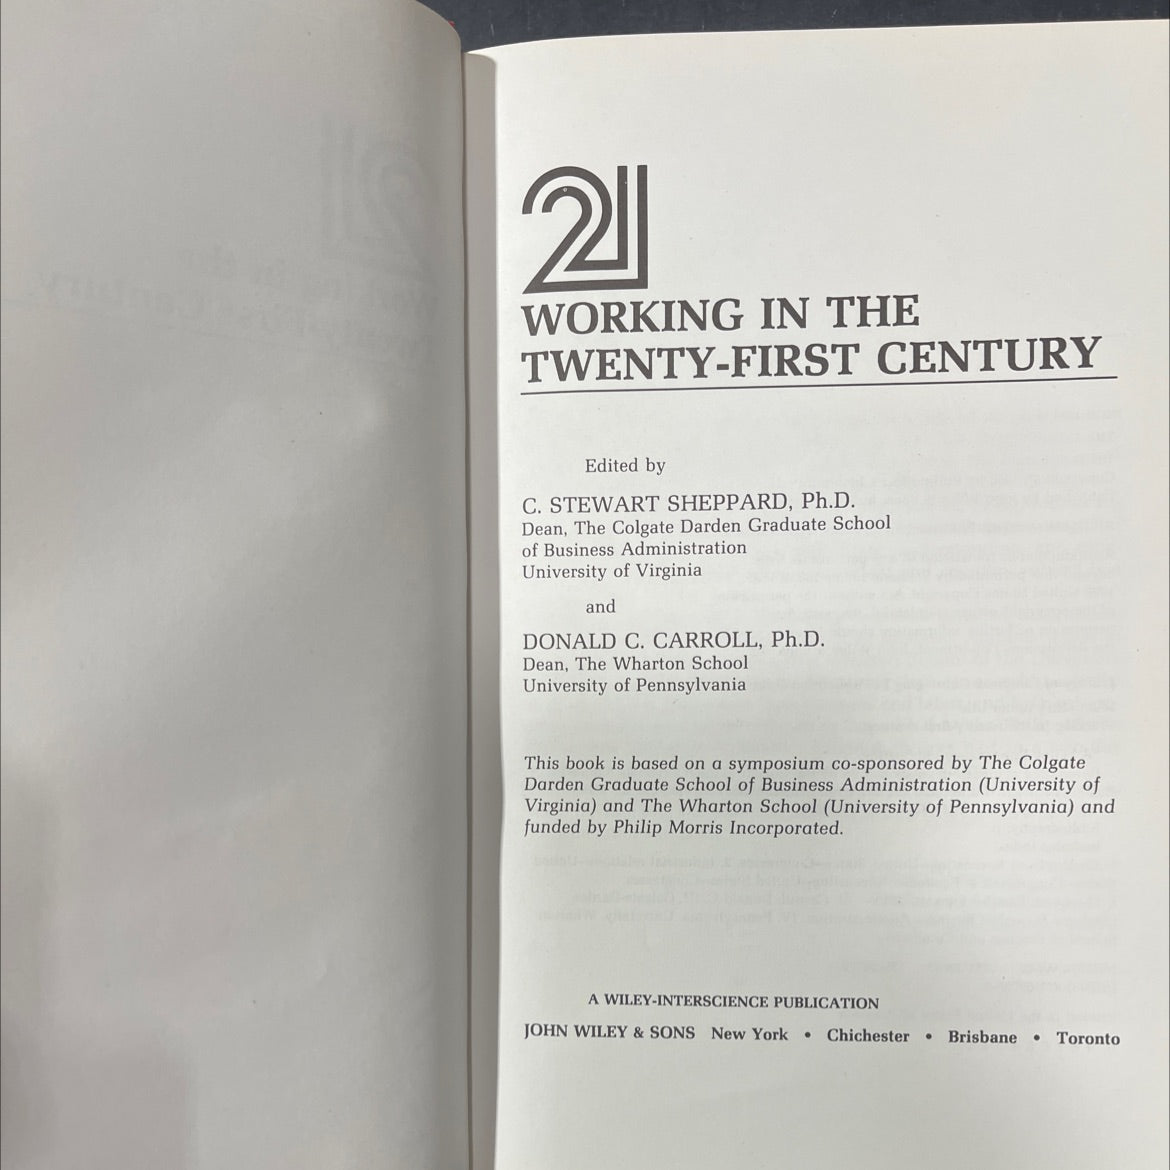 21
WORKING IN THE
TWENTY-FIRST CENTURY
Edited by
C. STEWART SHEPPARD, Ph.D.
Dean, The Colgate Darden Graduate School
of Business Administration
University of Virginia
and
DONALD C. CARROLL, Ph.D.
Dean, The Wharton School
University of Pennsylvania
This book is based on a symposium co-sponsored by The Colgate
Darden Graduate School of Business Administration (University of
Virginia) and The Wharton School (University of Pennsylvania) and
funded by Philip Morris Incorporated.
A WILEY-INTERSCIENCE PUBLICATION
JOHN WILEY & SONS New York • Chichester • Brisbane • Toronto